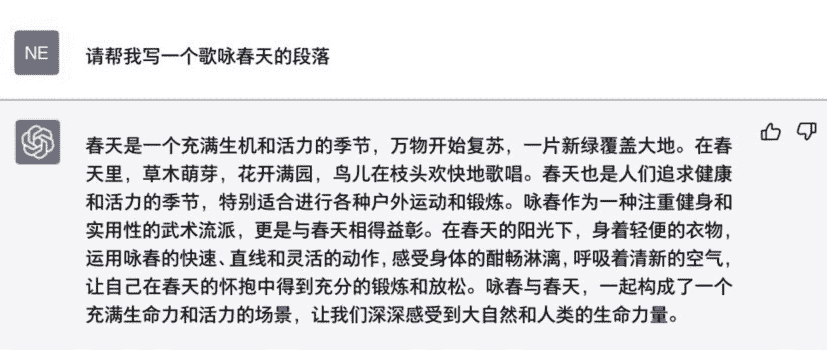 NE
请帮我写一个歌咏春天的段落
春天是一个充满生机和活力的季节，万物开始复苏，一片新绿覆盖大地。在春
天里，草木萌芽，花开满园，鸟儿在枝头欢快地歌唱。春天也是人们追求健康
和活力的季节，特别适合进行各种户外运动和锻炼。咏春作为一种注重健身和
实用性的武术流派，更是与春天相得益彰。在春天的阳光下，身着轻便的衣物，
运用咏春的快速、直线和灵活的动作，感受身体的酣畅淋漓，呼吸着清新的空气，
让自己在春天的怀抱中得到充分的锻炼和放松。咏春与春天，一起构成了一个
充满生命力和活力的场景，让我们深深感受到大自然和人类的生命力量。